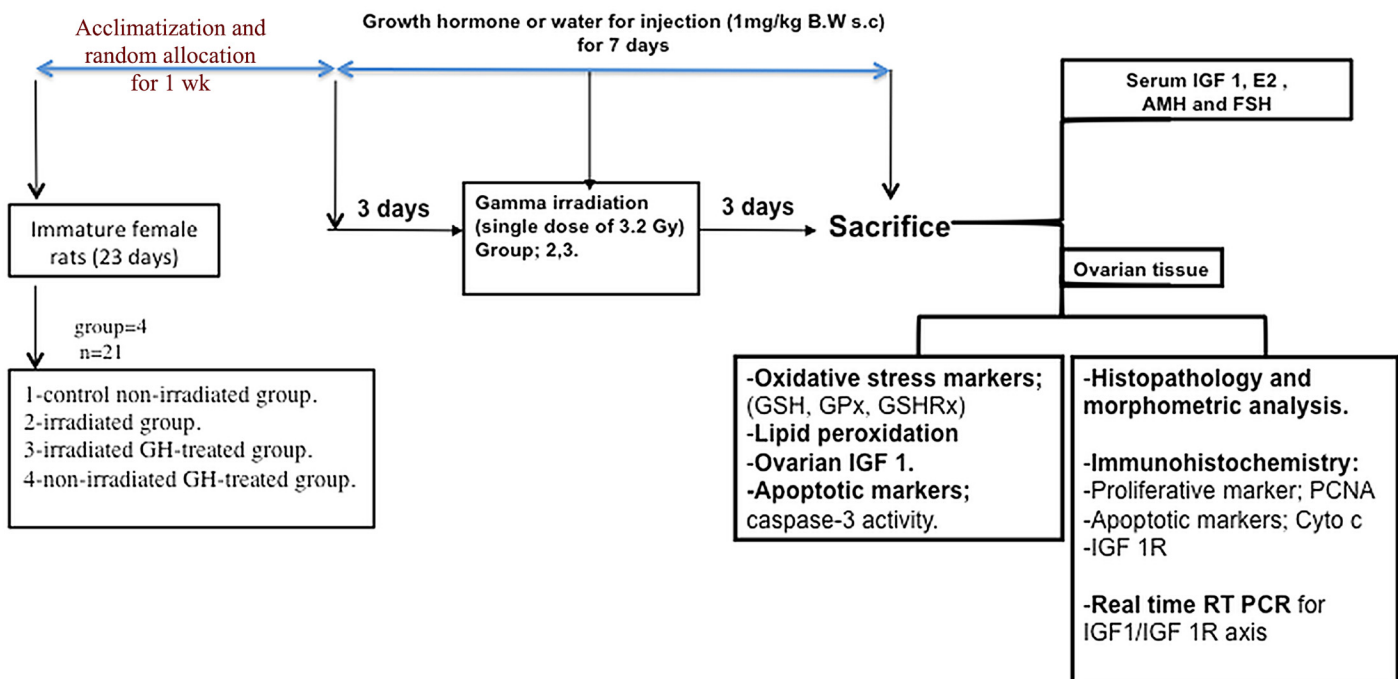 Acclimatization and
random allocation
for 1 wk
Growth hormone or water for injection (1mg/kg B.W s.c)
for 7 days
Immature female
rats (23 days)
group=4
n=21
1-control non-irradiated group.
2-irradiated group.
3-irradiated GH-treated group.
4-non-irradiated GH-treated group.
3 days
Gamma irradiation
(single dose of 3.2 Gy)
Group; 2,3.
3 days
Sacrifice
Serum IGF 1, E2 ,
AMH and FSH
Ovarian tissue
-Oxidative stress markers;
(GSH, GPx, GSHRx)
-Lipid peroxidation
-Ovarian IGF 1.
-Apoptotic markers;
caspase-3 activity.
-Histopathology and
morphometric analysis.
-Immunohistochemistry:
-Proliferative marker; PCNA
-Apoptotic markers; Cyto c
-IGF 1R
-Real time RT PCR for
IGF1/IGF 1R axis